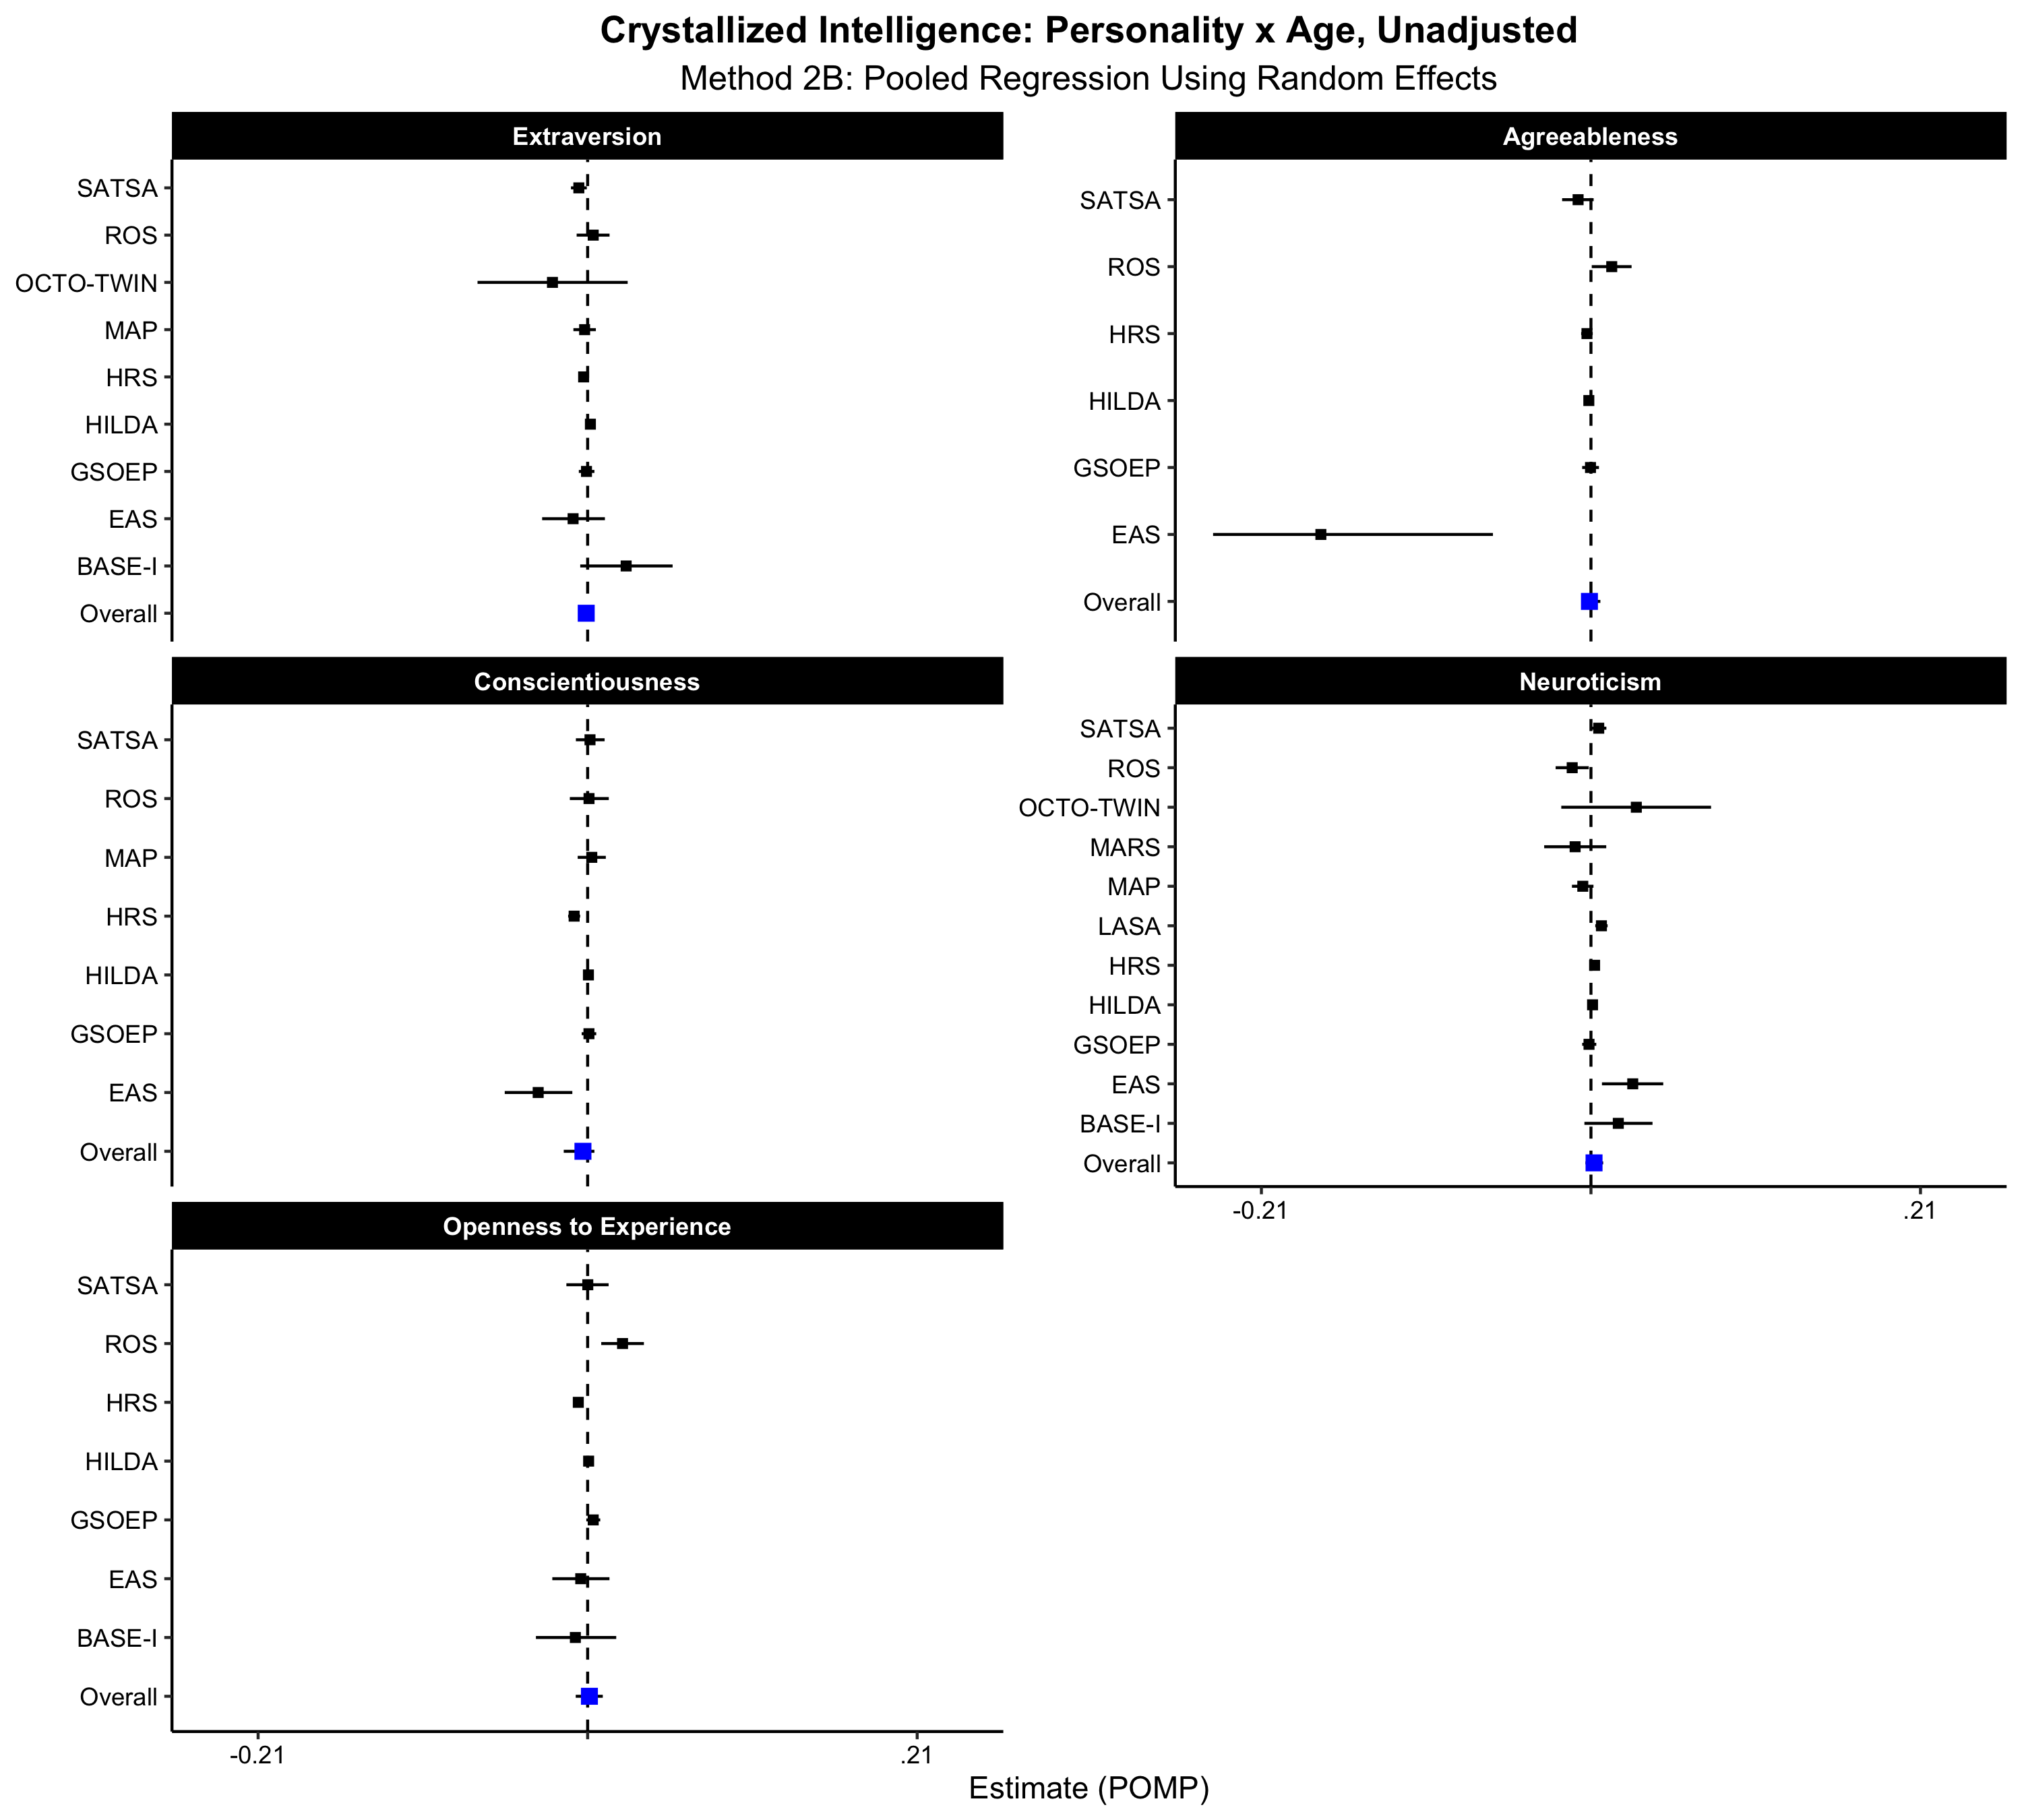 Crystallized Intelligence: Personality x Age, Unadjusted
Method 2B: Pooled Regression Using Random Effects
Extraversion
SATSA
ROS
OCTO-TWIN
MAP
HRS
HILDA
GSOEP
EAS
BASE-I
Overall
Agreeableness
SATSA
ROS
HRS
HILDA
GSOEP
EAS
Overall
Conscientiousness
SATSA
ROS
MAP
HRS
HILDA
GSOEP
EAS
Overall
Neuroticism
SATSA
ROS
OCTO-TWIN
MARS
MAP
LASA
HRS
HILDA
GSOEP
EAS
BASE-I
Overall
-0.21 .21
Openness to Experience
SATSA
ROS
HRS
HILDA
GSOEP
EAS
BASE-I
Overall
-0.21 .21
Estimate (POMP)